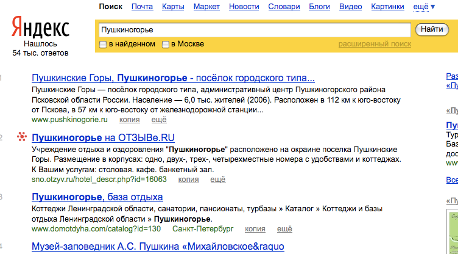 Поиск Почта Карты Маркет Новости Словари Блоги Видео Картинки ещё ▼
Яндекс
Нашлось
54 тыс. ответов
Пушкиногорье
Найти
в найденном в Москве
расширенный поиск
Пушкинские Горы, Пушкиногорье - посёлок городского типа...
Пушкинские Горы — посёлок городского типа, административный центр Пушкиногорского района
Псковской области России. Население — 6,0 тыс. жителей (2006). Расположен в 112 км к юго-востоку
от Пскова, в 57 км к юго-востоку от железнодорожной станции...
www.pushkinogorie.ru копия ещё
2
Пушкиногорье на ОТЗЫВе.RU
Учреждение отдыха и оздоровления "Пушкиногорье" расположено на окраине поселка Пушкинские
Горы. Размещение в корпусах: одно, двух-, трех-, четырехместные номера с удобствами и коттеджах.
К Вашим услугам: столовая, кафе, банкетный зал.
sno.olzyv.ru/hotel_descr.php?id=16063 копия ещё
3
Пушкиногорье, база отдыха
Коттеджи Ленинградской области, санатории, пансионаты, турбазы » Каталог » Коттеджи и базы
отдыха Ленинградской области » Пушкиногорье.
www.domotdyha.com/catalog?id=130 Санкт-Петербург копия ещё
4
Музей-заповедник А.С. Пушкина «Михайловское&raquo